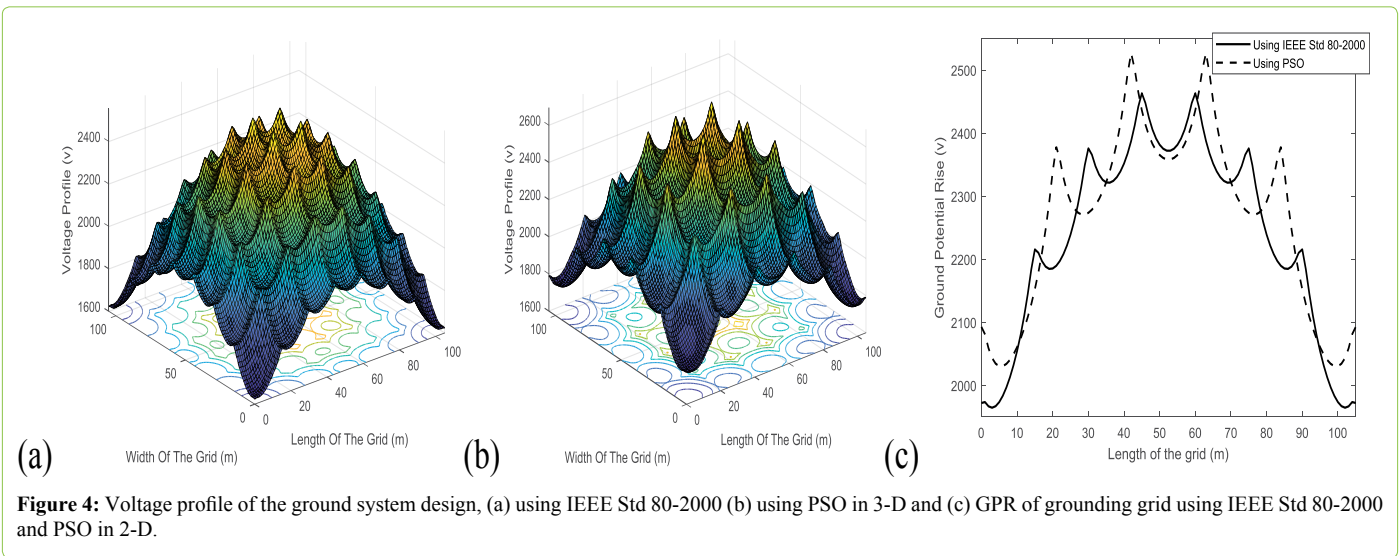 Voltage Profile (v)
2400
2200
2000
1800
1600
100
50
0
0
20
40
60
80
100
Width Of The Grid (m)
Length Of The Grid (m)
(a)
Voltage Profile (v)
2600
2400
2200
2000
1800
1600
100
50
0
0
20
40
60
80
100
Width Of The Grid (m)
Length Of The Grid (m)
(b)
Using IEEE Std 80-2000
Using PSO
Ground Potential Rise (v)
2500
2400
2300
2200
2100
2000
0 10 20 30 40 50 60 70 80 90 100
Length of the grid (m)
(c)
Figure 4: Voltage profile of the ground system design, (a) using IEEE Std 80-2000 (b) using PSO in 3-D and (c) GPR of grounding grid using IEEE Std 80-2000
and PSO in 2-D.